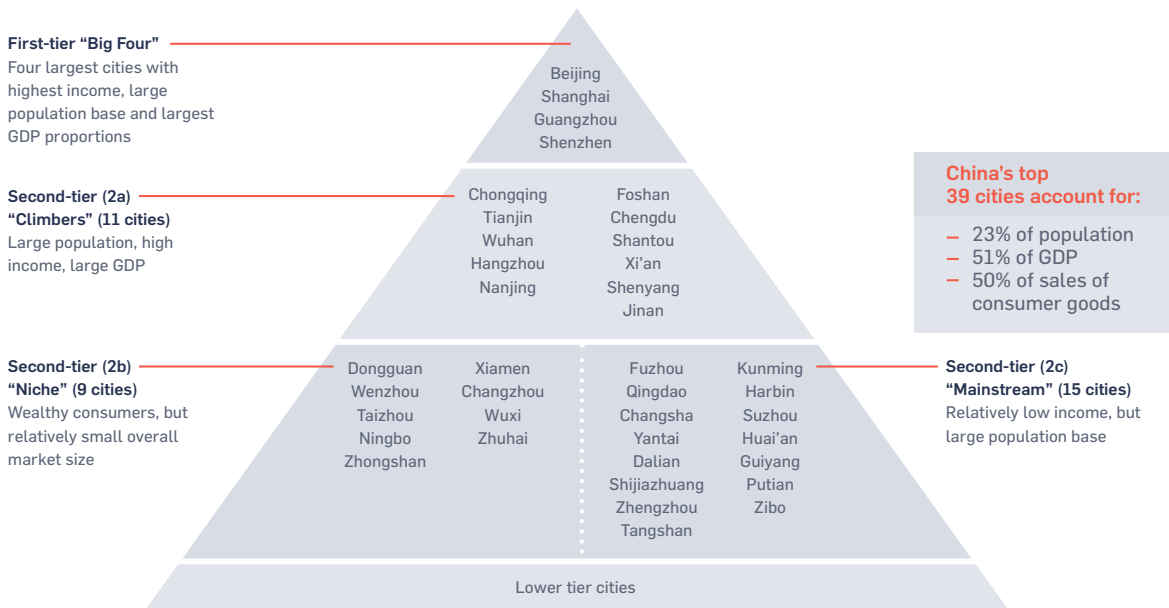 First-tier “Big Four”
Four largest cities with
highest income, large
population base and largest
GDP proportions
Beijing
Shanghai
Guangzhou
Shenzhen
China’s top
39 cities account for:
– 23% of population
– 51% of GDP
– 50% of sales of
consumer goods
Second-tier (2a)
“Climbers” (11 cities)
Large population, high
income, large GDP
Chongqing
Tianjin
Wuhan
Hangzhou
Nanjing
Foshan
Chengdu
Shantou
Xi’an
Shenyang
Jinan
Second-tier (2b)
“Niche” (9 cities)
Wealthy consumers, but
relatively small overall
market size
Dongguan
Wenzhou
Taizhou
Ningbo
Zhongshan
Xiamen
Changzhou
Wuxi
Zhuhai
Fuzhou
Qingdao
Changsha
Yantai
Dalian
Shijiazhuang
Zhengzhou
Tangshan
Kunming
Harbin
Suzhou
Huai’an
Guiyang
Putian
Zibo
Second-tier (2c)
“Mainstream” (15 cities)
Relatively low income, but
large population base
Lower tier cities